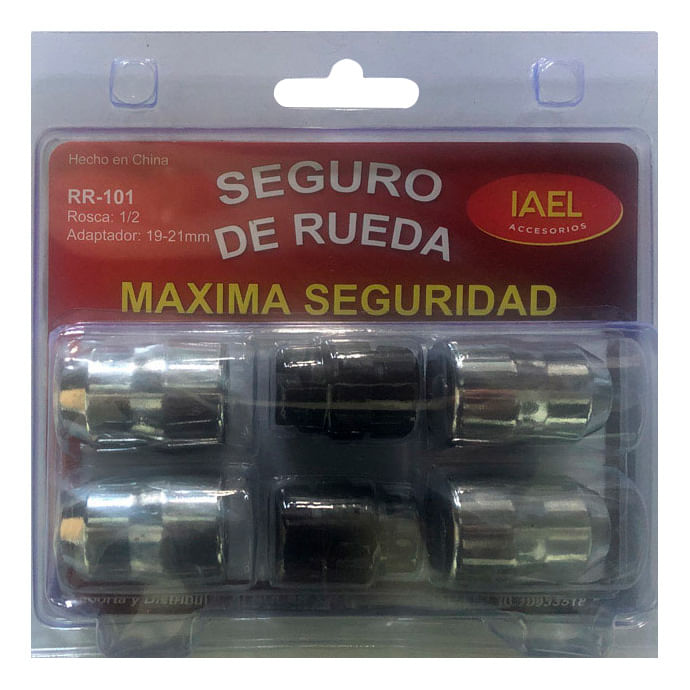 Hecho en China
RR-101
Rosca: 1/2
Adaptador: 19-21mm
SEGURO
DE RUEDA
IAEL
ACCESORIOS
MAXIMA SEGURIDAD